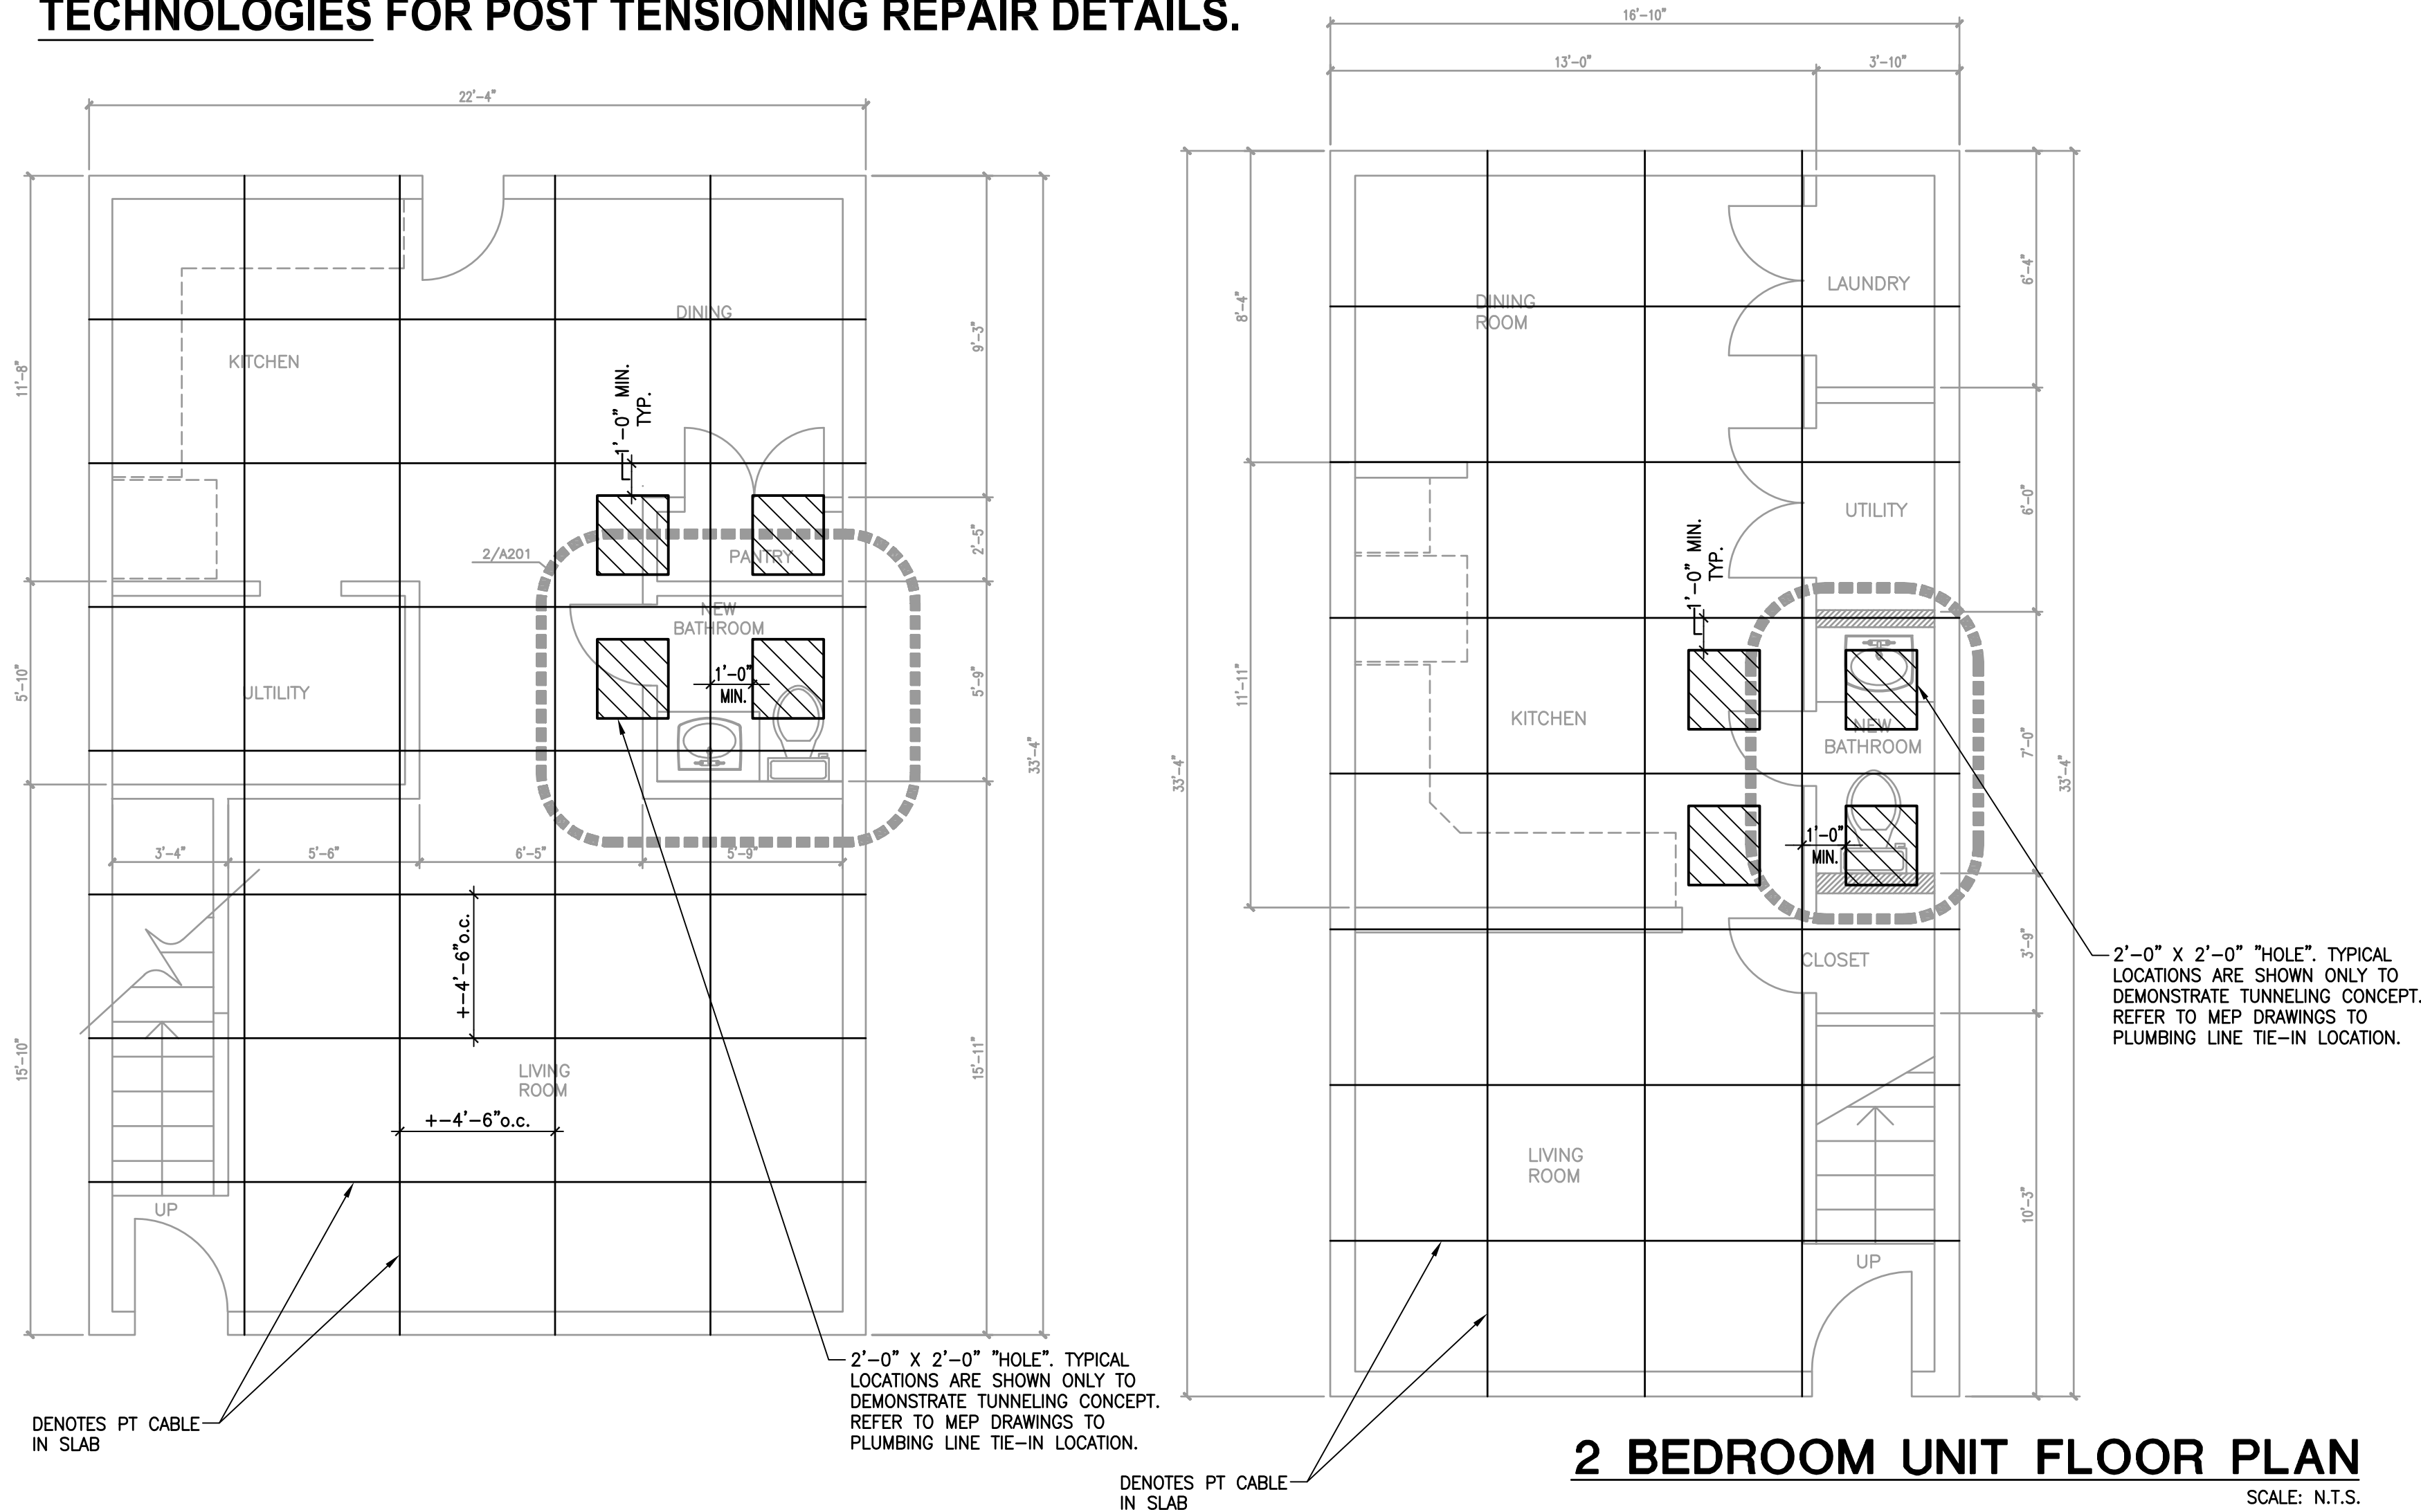 TECHNOLOGIES FOR POST TENSIONING REPAIR DETAILS.
22'-4"
KITCHEN
DINING
1'-0" MIN.
TYP.
2/A201
PANTRY
NEW
BATHROOM
1'-0"
MIN.
ULTILITY
11'-8"
5'-10"
15'-10"
9'-3"
2'-5"
5'-9"
15'-11"
33'-4"
3'-4"
5'-6"
6'-5"
5'-9"
+-4'-6"o.c.
LIVING
ROOM
+-4'-6"o.c.
UP
DENOTES PT CABLE
IN SLAB
2'-0" X 2'-0" "HOLE". TYPICAL
LOCATIONS ARE SHOWN ONLY TO
DEMONSTRATE TUNNELING CONCEPT.
REFER TO MEP DRAWINGS TO
PLUMBING LINE TIE-IN LOCATION.
16'-10"
13'-0"
3'-10"
DINING
ROOM
LAUNDRY
UTILITY
1'-0" MIN.
TYP.
KITCHEN
NEW
BATHROOM
1'-0"
MIN.
CLOSET
LIVING
ROOM
UP
8'-4"
11'-11"
33'-4"
6'-4"
6'-0"
7'-0"
3'-9"
10'-3"
33'-4"
2'-0" X 2'-0" "HOLE". TYPICAL
LOCATIONS ARE SHOWN ONLY TO
DEMONSTRATE TUNNELING CONCEPT.
REFER TO MEP DRAWINGS TO
PLUMBING LINE TIE-IN LOCATION.
DENOTES PT CABLE
IN SLAB
2 BEDROOM UNIT FLOOR PLAN
SCALE: N.T.S.